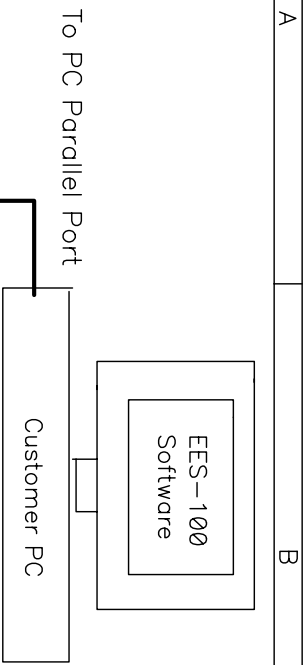 A
B
EES-100
Software
To PC Parallel Port
Customer PC